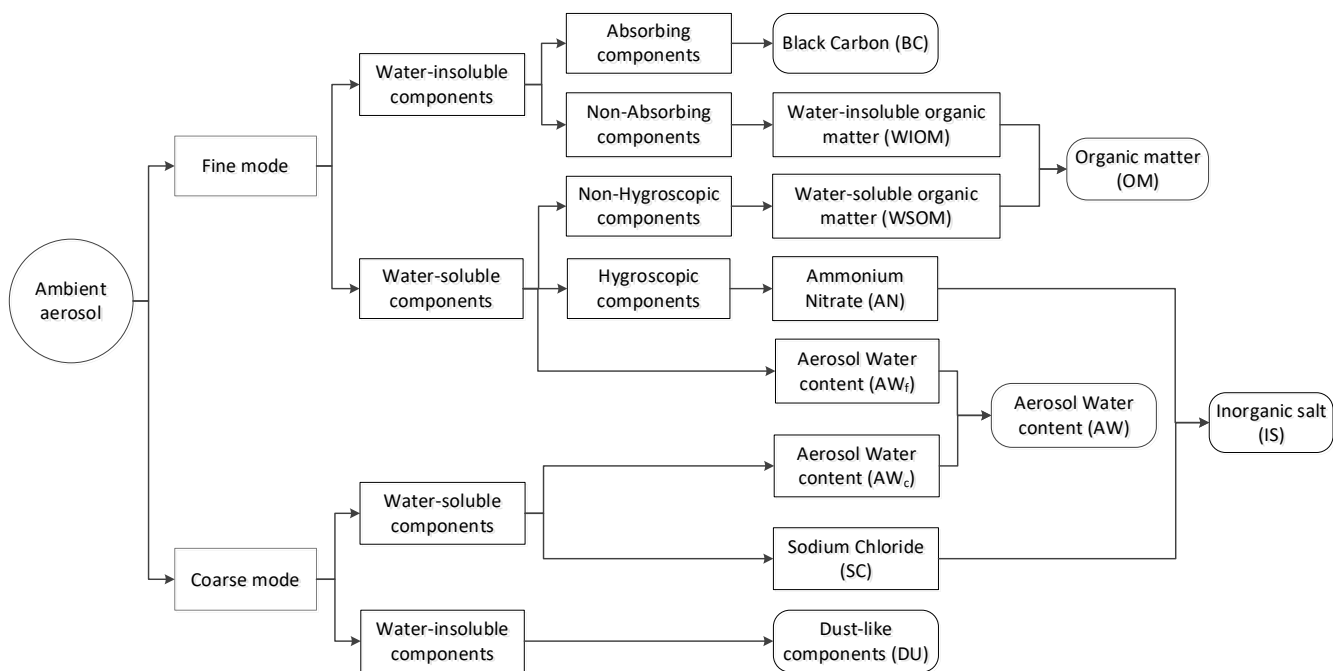 Ambient
aerosol
Fine mode
Coarse mode
Water-insoluble
components
Water-soluble
components
Water-soluble
components
Water-insoluble
components
Absorbing
components
Non-Absorbing
components
Non-Hygroscopic
components
Hygroscopic
components
Black Carbon (BC)
Water-insoluble organic
matter (WIOM)
Water-soluble organic
matter (WSOM)
Ammonium
Nitrate (AN)
Aerosol Water
content (AWf)
Aerosol Water
content (AWc)
Sodium Chloride
(SC)
Dust-like
components (DU)
Organic matter
(OM)
Aerosol Water
content (AW)
Inorganic salt
(IS)